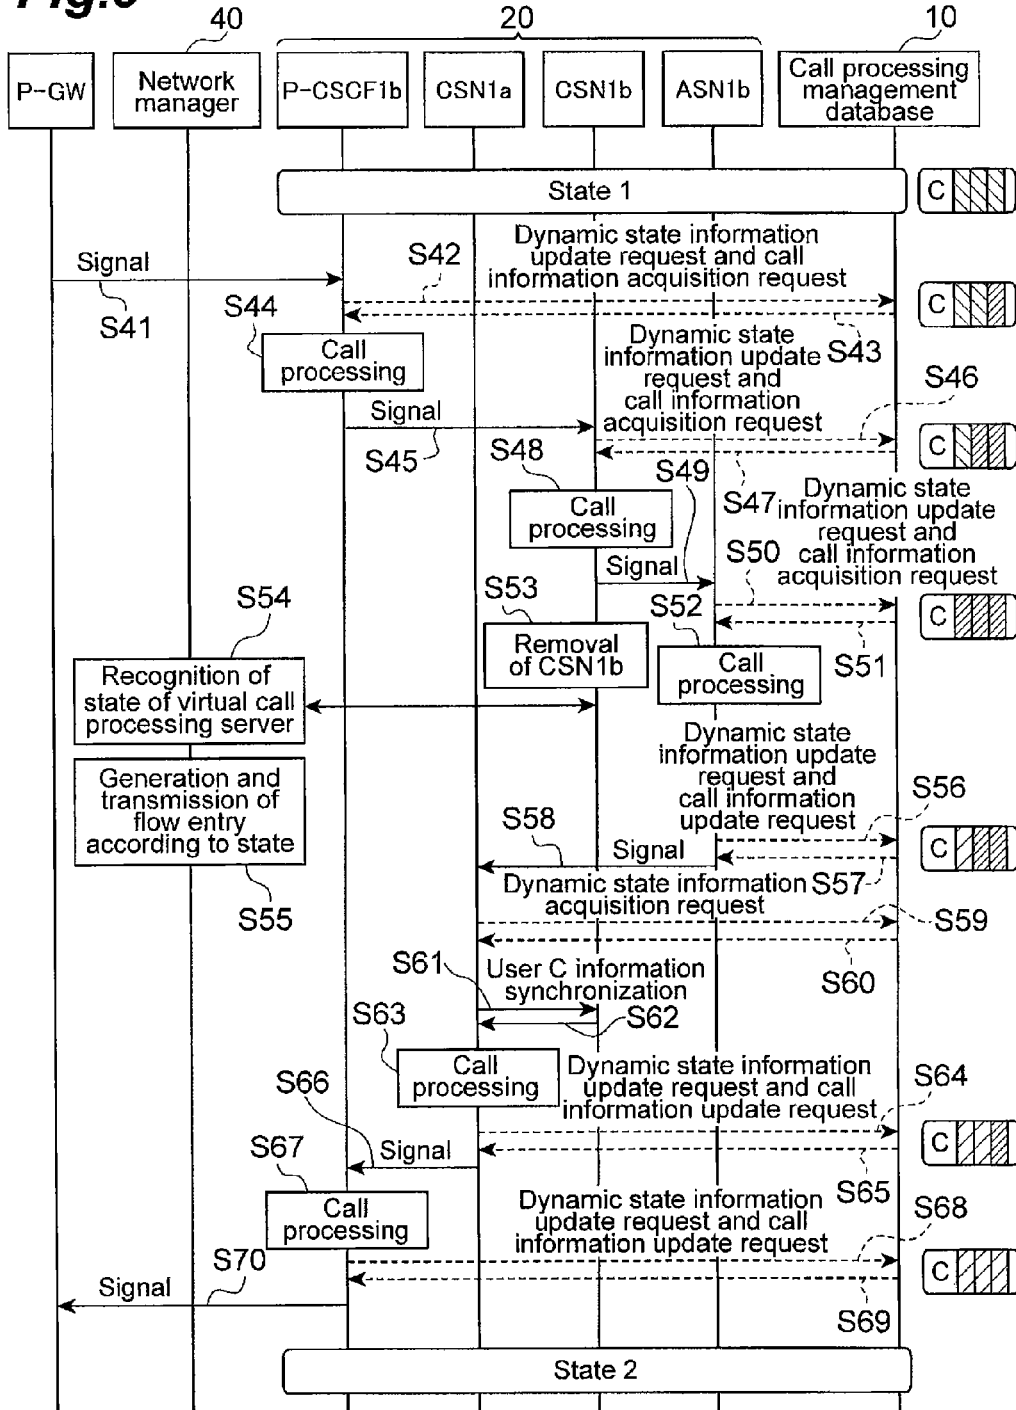 40
20
10
P-GW
Network
manager
P-CSCF1b
CSN1a
CSN1b
ASN1b
Call processing
management
database
State 1
C
Dynamic state information
update request and call
information acquisition request
Signal
S41
S42
C
S43
S44
Call
processing
Dynamic state
information update
request and
call information
acquisition request
S46
Signal
S45
C
S47
S48
Call
processing
S49
Signal
Dynamic state
information update
request and
call information
acquisition request
S50
C
S51
S52
Call
processing
S53
Removal
of CSN1b
S54
Recognition of
state of virtual call
processing server
Generation and
transmission of
flow entry
according to state
S55
Dynamic state
information update
request and
call information
update request
S56
C
S57
S58
Signal
Dynamic state information
acquisition request
S59
S60
S61
User C information
synchronization
S62
S63
Call
processing
Dynamic state information
update request and call
information update request
S64
C
S65
S66
Signal
S67
Call
processing
Dynamic state information
update request and call
information update request
S68
C
S69
S70
Signal
State 2